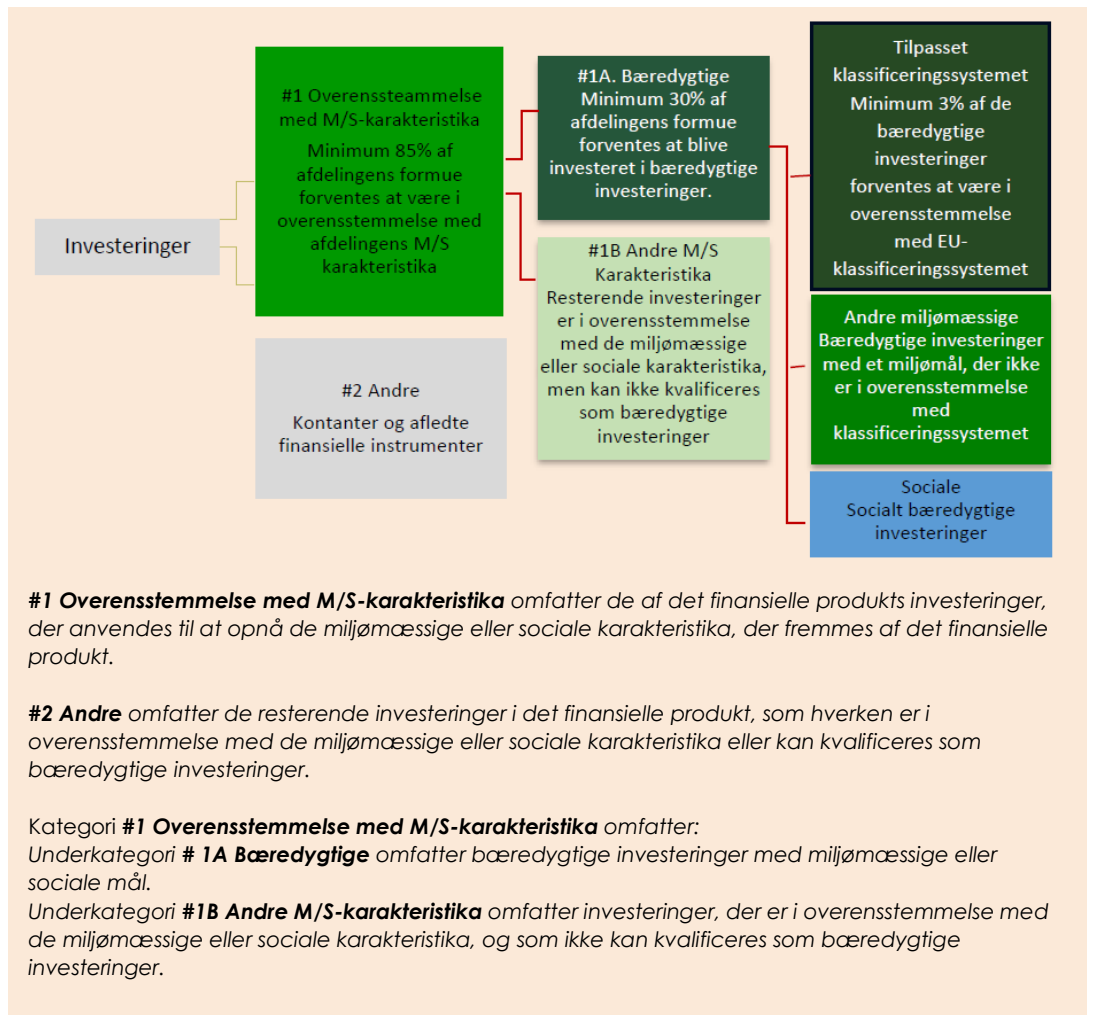 Investeringer
#1 Overenssteammelse
med M/S-karakteristika
Minimum 85% af
afdelingens formue
forventes at være i
overensstemmelse med
afdelingens M/S
karakteristika
#2 Andre
Kontanter og afledte
finansielle instrumenter
#1A. Bæredygtige
Minimum 30% af
afdelingens formue
forventes at blive
investeret i bæredygtige
investeringer.
#1B Andre M/S
Karakteristika
Resterende investeringer
er i overensstemmelse
med de miljømæssige
eller sociale karakteristika,
men kan ikke kvalificeres
som bæredygtige
investeringer
Tilpasset
klassificeringssystemet
Minimum 3% af de
bæredygtige
investeringer
forventes at være i
overensstemmelse
med EU-
klassificeringssystemet
Andre miljømæssige
Bæredygtige investeringer
med et miljømål, der ikke
er i overensstemmelse
med
klassificeringssystemet
Sociale
Socialt bæredygtige
investeringer
#1 Overensstemmelse med M/S-karakteristika omfatter de af det finansielle produkts investeringer,
der anvendes til at opnå de miljømæssige eller sociale karakteristika, der fremmes af det finansielle
produkt.
#2 Andre omfatter de resterende investeringer i det finansielle produkt, som hverken er i
overensstemmelse med de miljømæssige eller sociale karakteristika eller kan kvalificeres som
bæredygtige investeringer.
Kategori #1 Overensstemmelse med M/S-karakteristika omfatter:
Underkategori # 1A Bæredygtige omfatter bæredygtige investeringer med miljømæssige eller
sociale mål.
Underkategori #1B Andre M/S-karakteristika omfatter investeringer, der er i overensstemmelse med
de miljømæssige eller sociale karakteristika, og som ikke kan kvalificeres som bæredygtige
investeringer.